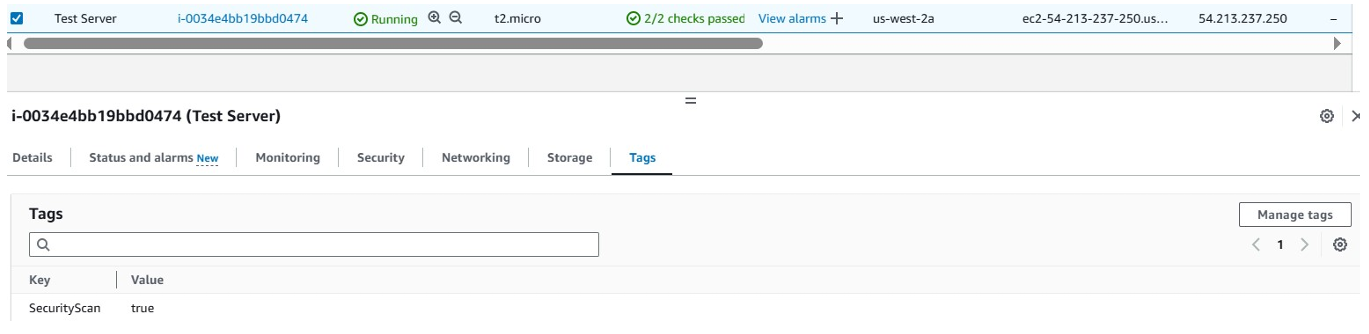 Test Server i-0034e4bb19bbd0474 Running t2.micro 2/2 checks passed View alarms + us-west-2a ec2-54-213-237-250.us... 54.213.237.250 –
i-0034e4bb19bbd0474 (Test Server)
Details Status and alarms New Monitoring Security Networking Storage Tags
Tags
Manage tags
1
Key Value
SecurityScan true